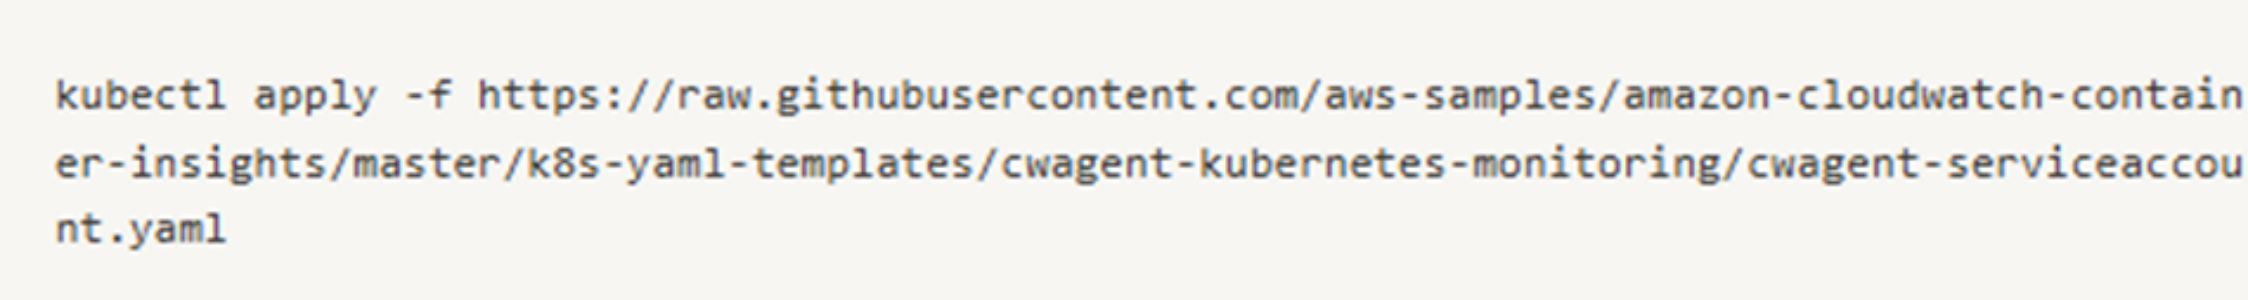 kubectl apply -f https://raw.githubusercontent.com/aws-samples/amazon-cloudwatch-contain
er-insights/master/k8s-yaml-templates/cwagent-kubernetes-monitoring/cwagent-serviceaccou
nt.yaml